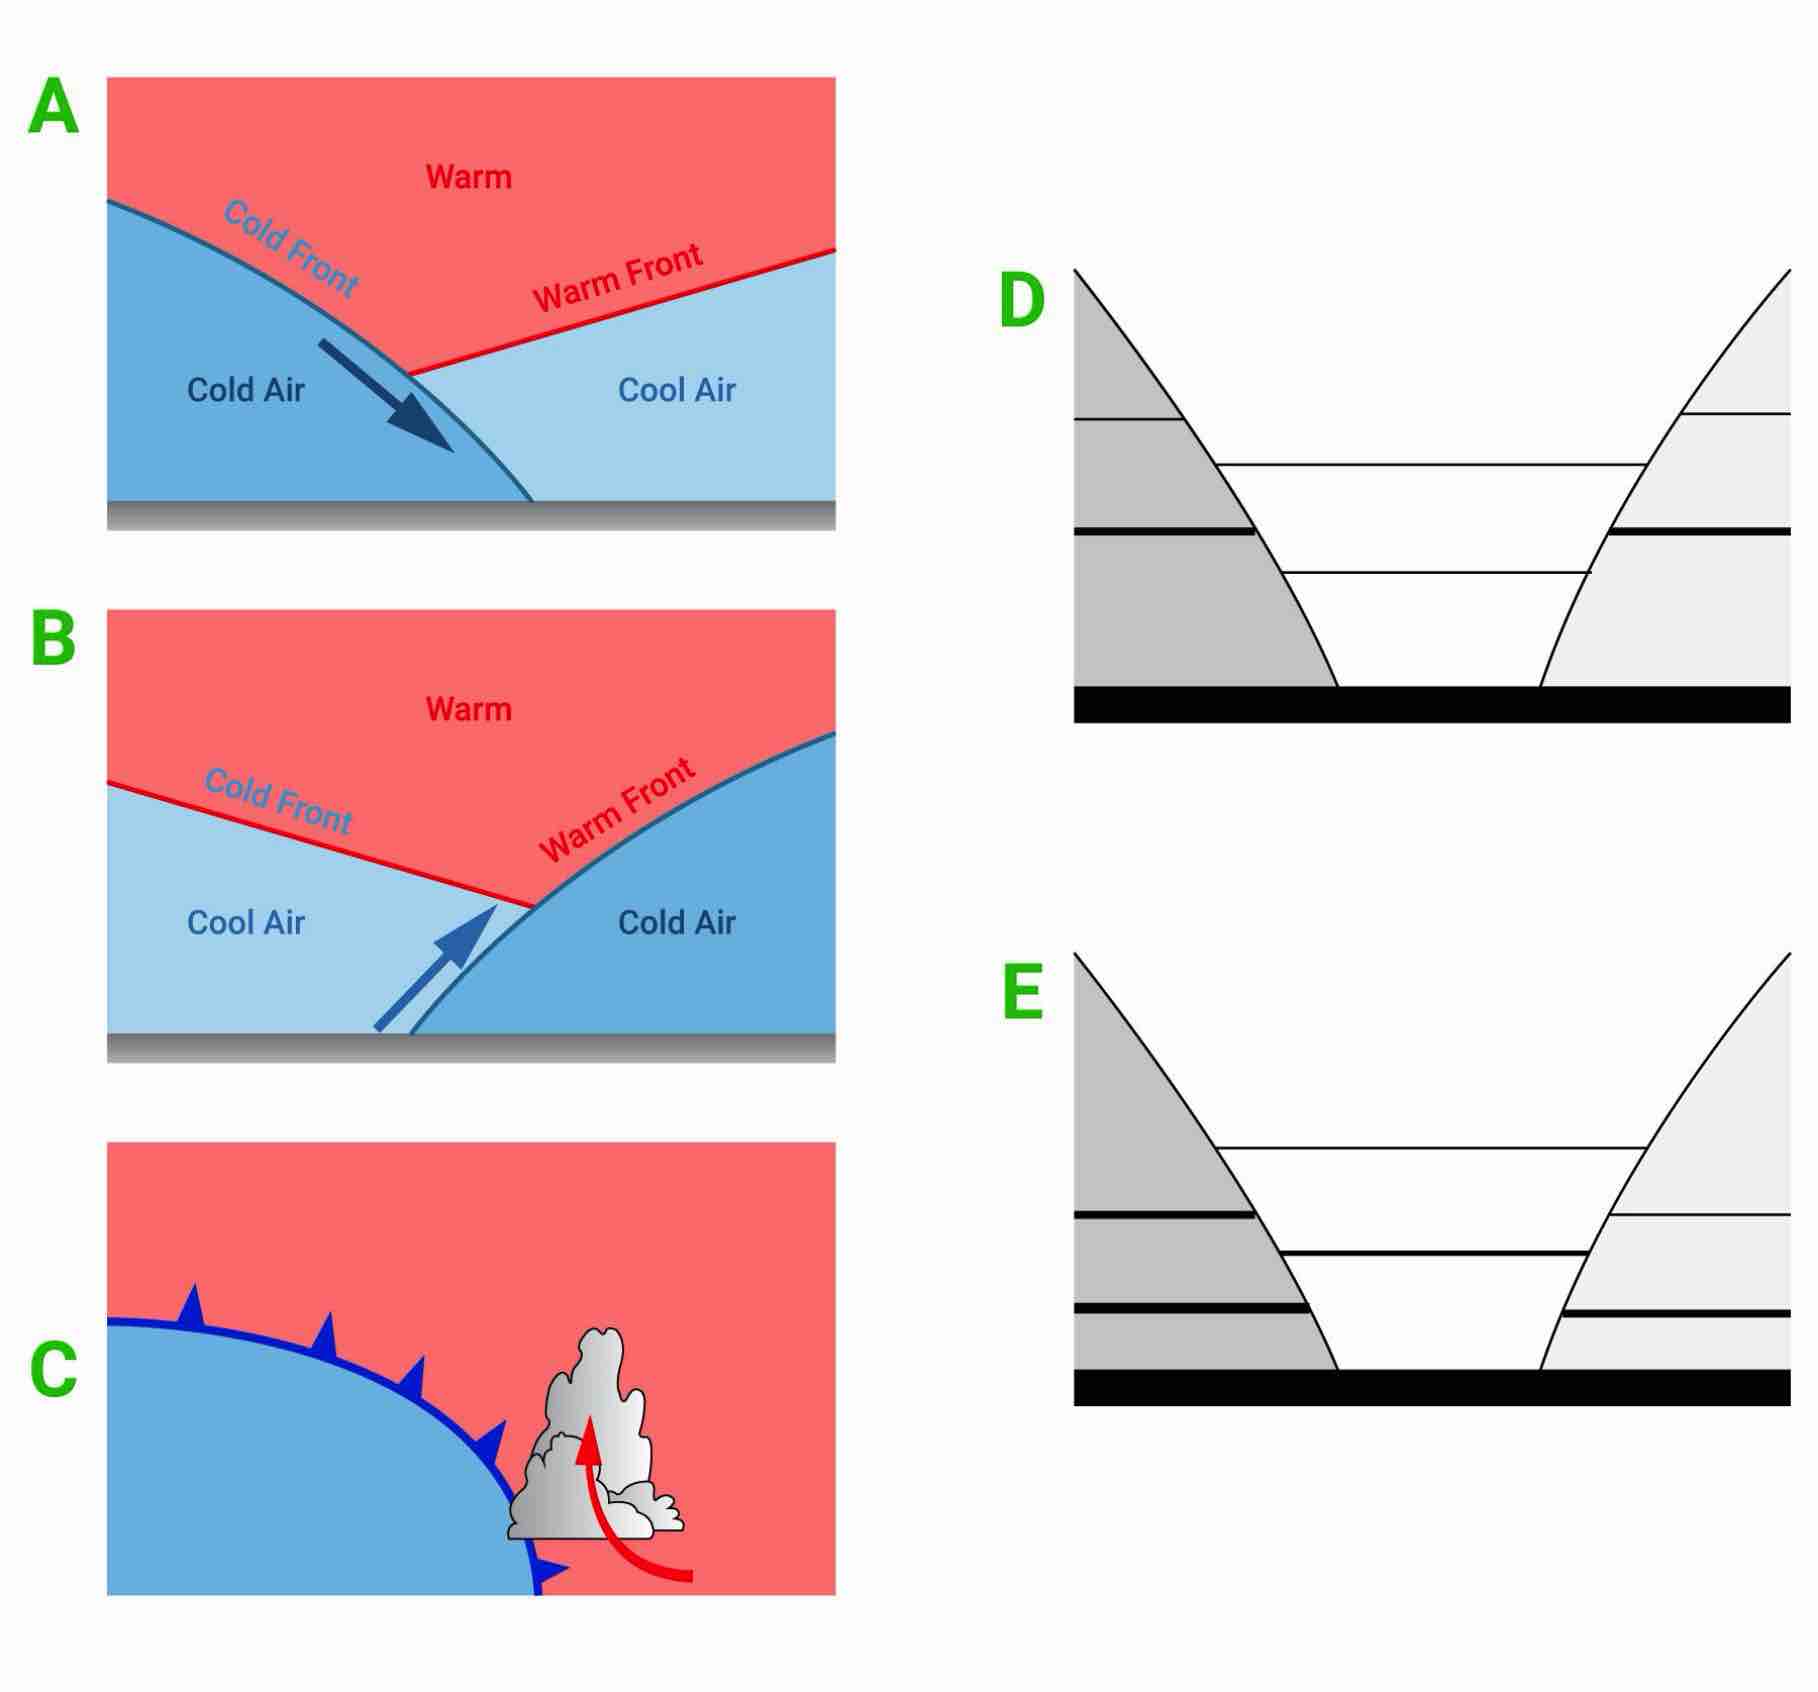 A
Warm
Cold Front
Warm Front
Cold Air
Cool Air
B
Warm
Cold Front
Warm Front
Cool Air
Cold Air
C
D
E